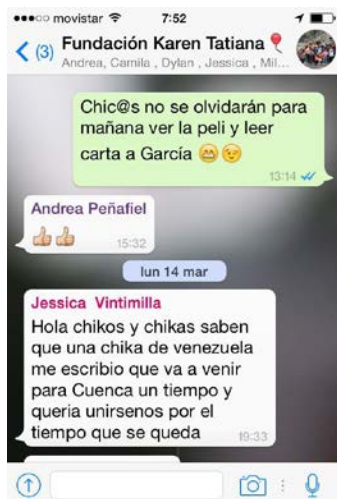 movistar 7:52
(3) Fundación Karen Tatiana
Andrea, Camila , Dylan , Jessica , Mil...
Chic@s no se olvidarán para
mañana ver la peli y leer
carta a García
13:14
Andrea Peñafiel
15:32
lun 14 mar
Jessica Vintimilla
Hola chikos y chikas saben
que una chika de venezuela
me escribio que va a venir
para Cuenca un tiempo y
queria unirsenos por el
tiempo que se queda
19:33